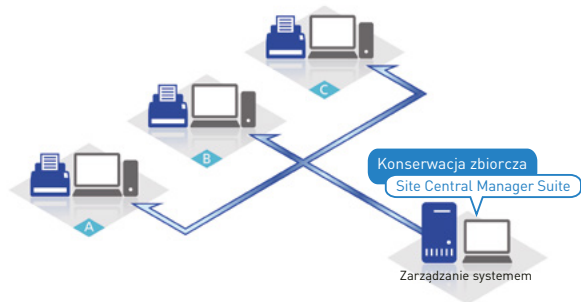 C
B
A
Konserwacja zbiorcza
Site Central Manager Suite
Zarządzanie systemem